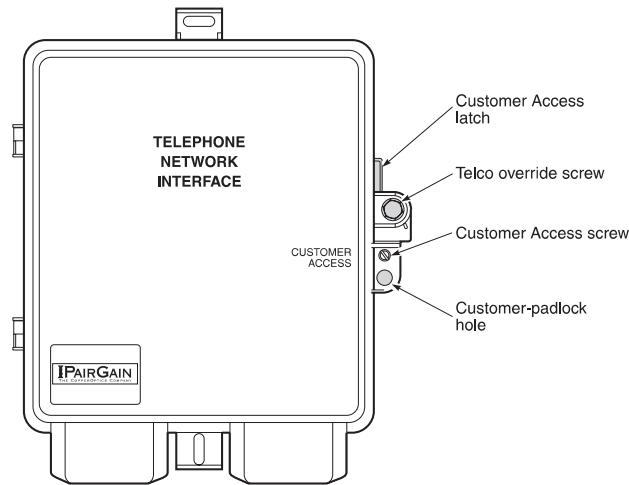 TELEPHONE
NETWORK
INTERFACE
CUSTOMER
ACCESS
Customer Access
latch
Telco override screw
Customer Access screw
Customer-padlock
hole
PAIRGAIN
THE COPPEROPTICS COMPANY